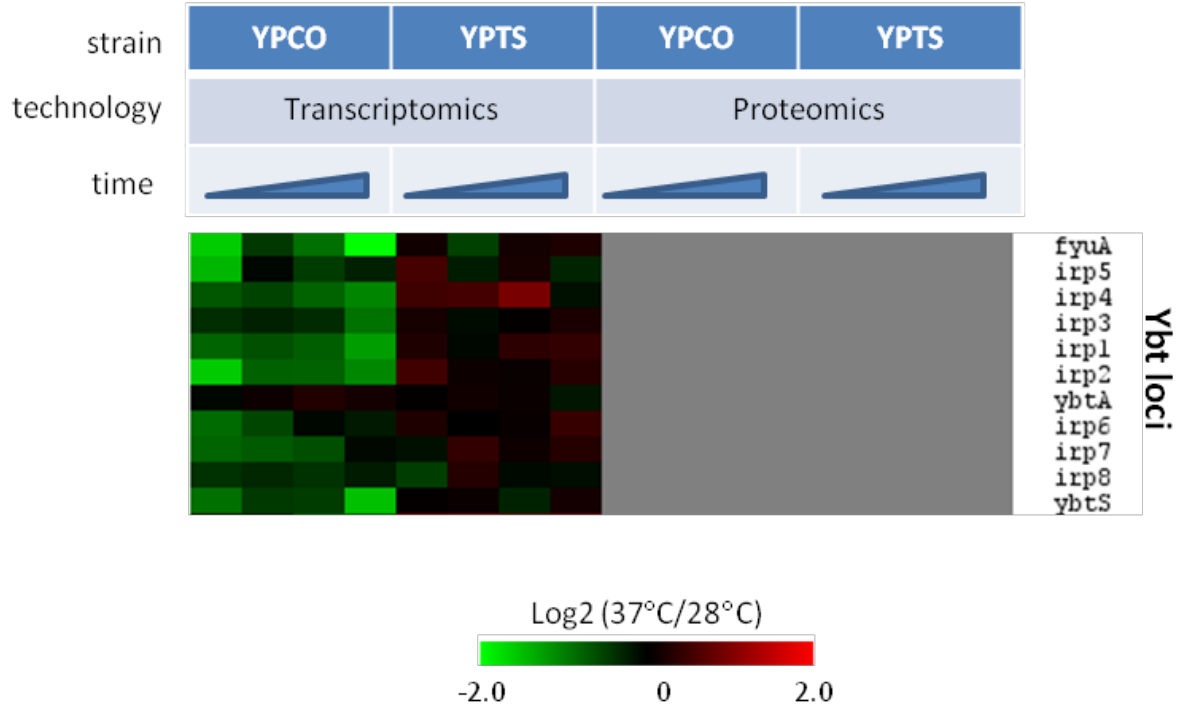 strain YPCO YPTS YPCO YPTS
technology Transcriptomics Proteomics
time
fyuA
irp5
irp4
irp3
irp1
irp2
ybtA
irp6
irp7
irp8
ybtS
Ybt loci
Log2 (37°C/28°C)
-2.0 0 2.0